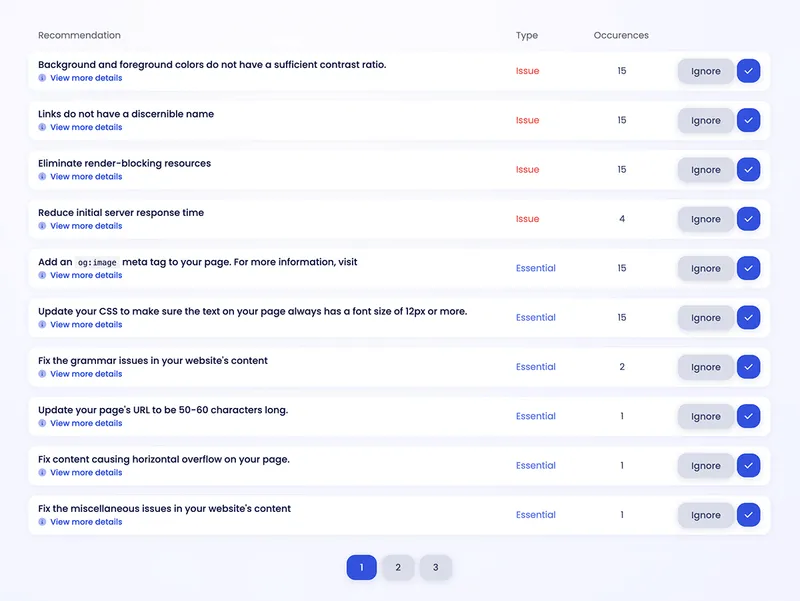 Recommendation Type Occurences
Background and foreground colors do not have a sufficient contrast ratio.
View more details
Issue 15 Ignore
Links do not have a discernible name
View more details
Issue 15 Ignore
Eliminate render-blocking resources
View more details
Issue 15 Ignore
Reduce initial server response time
View more details
Issue 4 Ignore
Add an og:image meta tag to your page. For more information, visit
View more details
Essential 15 Ignore
Update your CSS to make sure the text on your page always has a font size of 12px or more.
View more details
Essential 15 Ignore
Fix the grammar issues in your website's content
View more details
Essential 2 Ignore
Update your page's URL to be 50-60 characters long.
View more details
Essential 1 Ignore
Fix content causing horizontal overflow on your page.
View more details
Essential 1 Ignore
Fix the miscellaneous issues in your website's content
View more details
Essential 1 Ignore
1 2 3